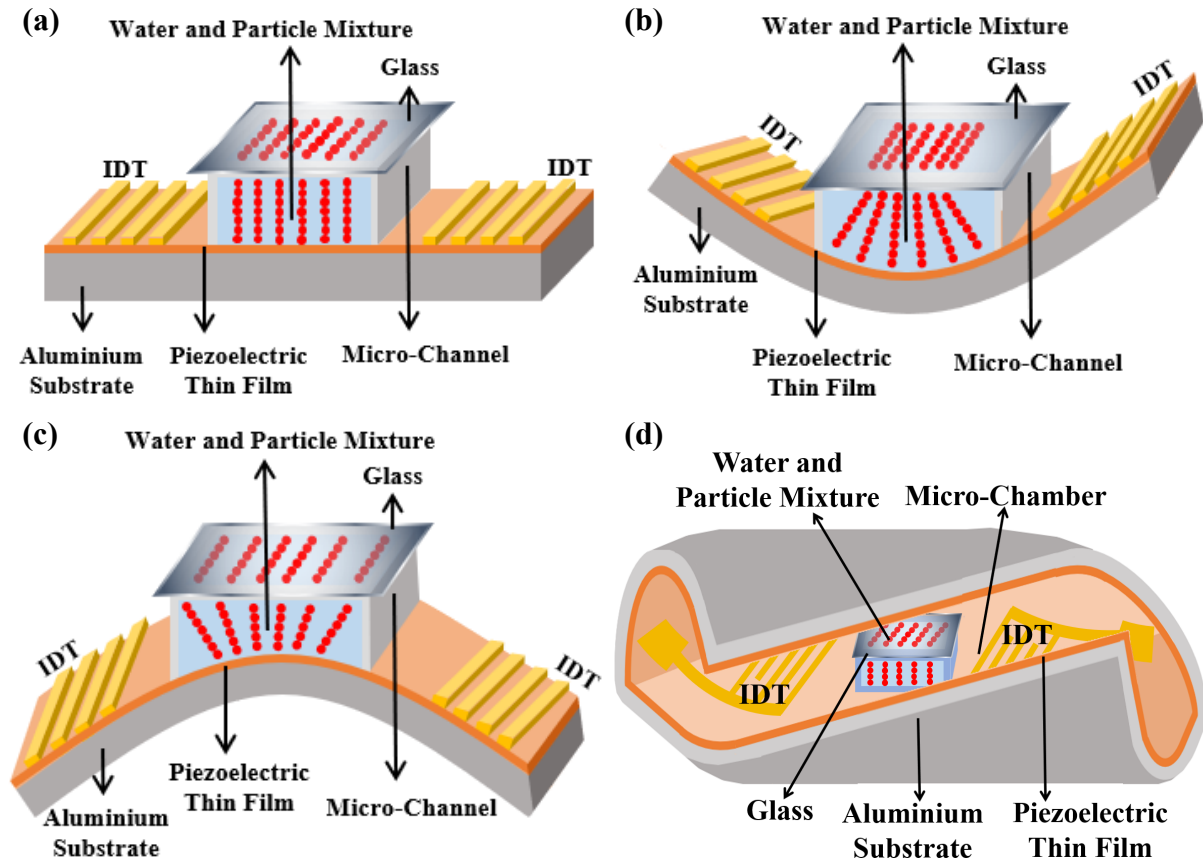 (a)
Water and Particle Mixture
Glass
IDT
IDT
Aluminium
Substrate
Piezoelectric
Thin Film
Micro-Channel
(b)
Water and Particle Mixture
Glass
IDT
IDT
Aluminium
Substrate
Piezoelectric
Thin Film
Micro-Channel
(c)
Water and Particle Mixture
Glass
IDT
IDT
Aluminium
Substrate
Piezoelectric
Thin Film
Micro-Channel
(d)
Water and
Particle Mixture
Micro-Chamber
IDT
IDT
Glass
Aluminium
Substrate
Piezoelectric
Thin Film